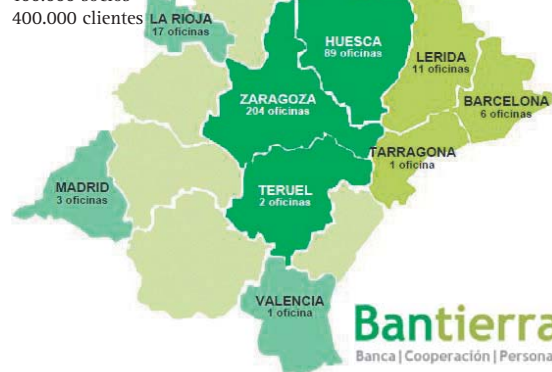 400.000 clientes
LA RIOJA
17 oficinas
HUESCA
89 oficinas
LERIDA
11 oficinas
ZARAGOZA
204 oficinas
BARCELONA
6 oficinas
TARRAGONA
1 oficina
MADRID
3 oficinas
TERUEL
2 oficinas
VALENCIA
1 oficina
Bantierra
Banca | Cooperación | Persona